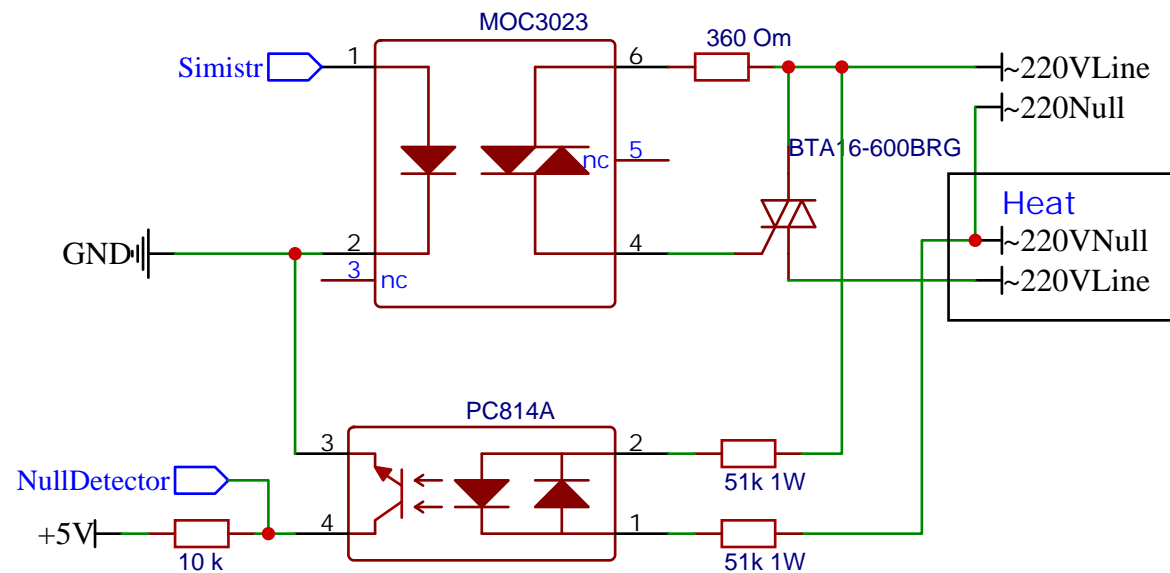 MOC3023
360 Om
Simistr
1
6
~220VLine
~220Null
nc
5
BTA16-600BRG
Heat
GND
2
4
~220VNull
3
nc
~220VLine
PC814A
3
2
51k 1W
NullDetector
+5V
4
1
10 k
51k 1W